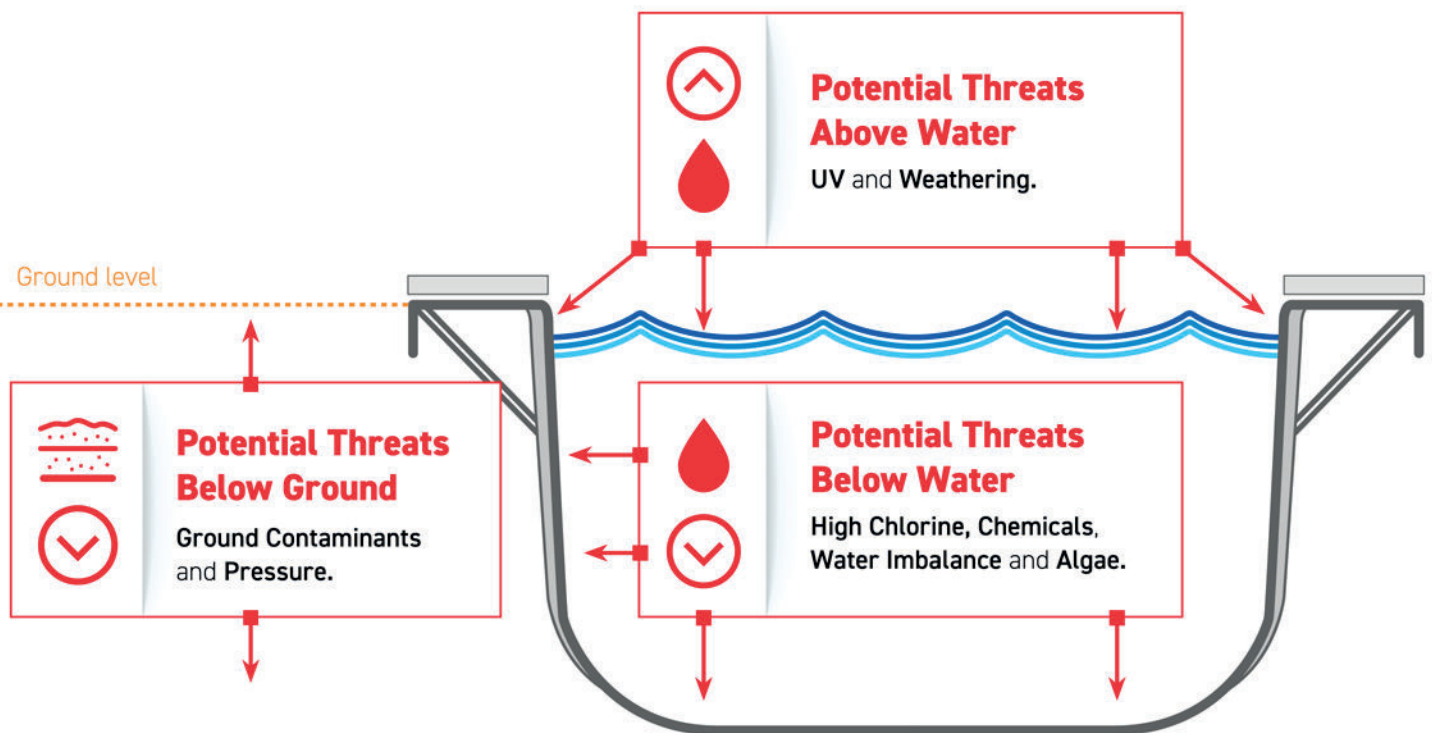 Potential Threats
Above Water
UV and Weathering.
Ground level
Potential Threats
Below Ground
Ground Contaminants
and Pressure.
Potential Threats
Below Water
High Chlorine, Chemicals,
Water Imbalance and Algae.